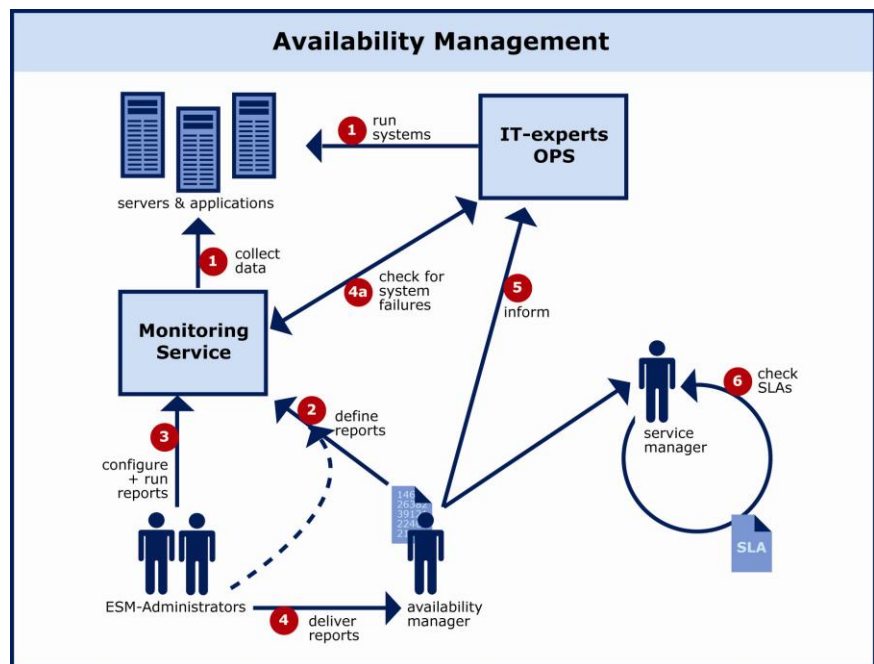 Availability Management
1
run
systems
IT-experts
OPS
servers & applications
1
collect
data
4a
check for
system
failures
5
inform
Monitoring
Service
2
define
reports
3
configure
+ run
reports
6
check
SLAs
service
manager
SLA
ESM-Administrators
4
deliver
reports
availability
manager